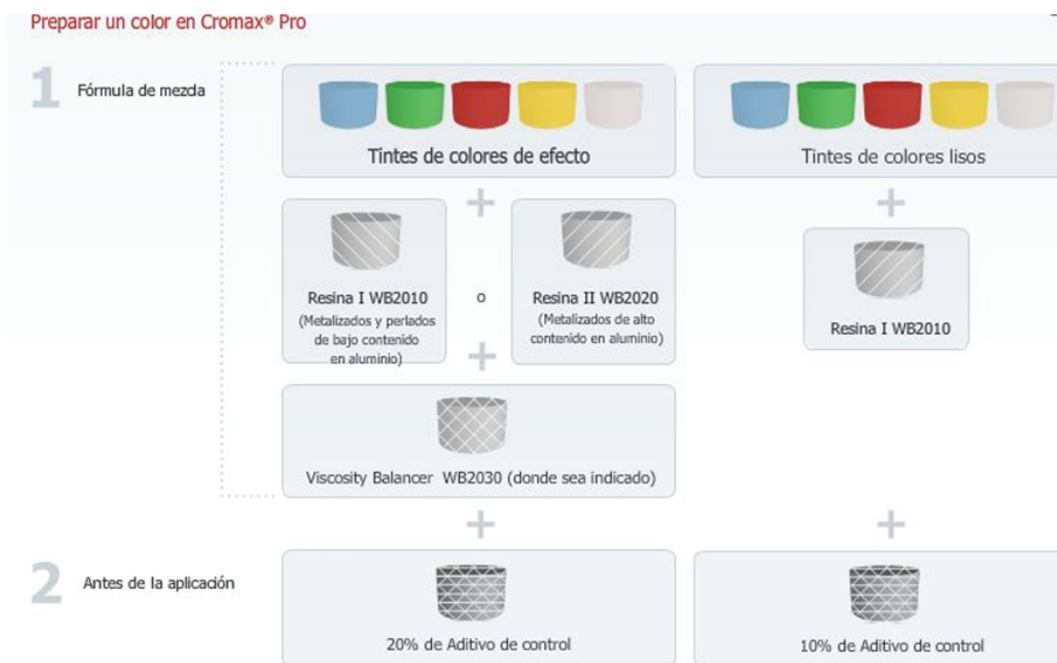 Preparar un color en Cromax® Pro
1 Fórmula de mezcla
Tintes de colores de efecto
Tintes de colores lisos
+
+
Resina I WB2010
(Metalizados y perlados
de bajo contenido
en aluminio)
o
Resina II WB2020
(Metalizados de alto
contenido en aluminio)
Resina I WB2010
+
Viscosity Balancer WB2030 (donde sea indicado)
+
+
2 Antes de la aplicación
20% de Aditivo de control
10% de Aditivo de control